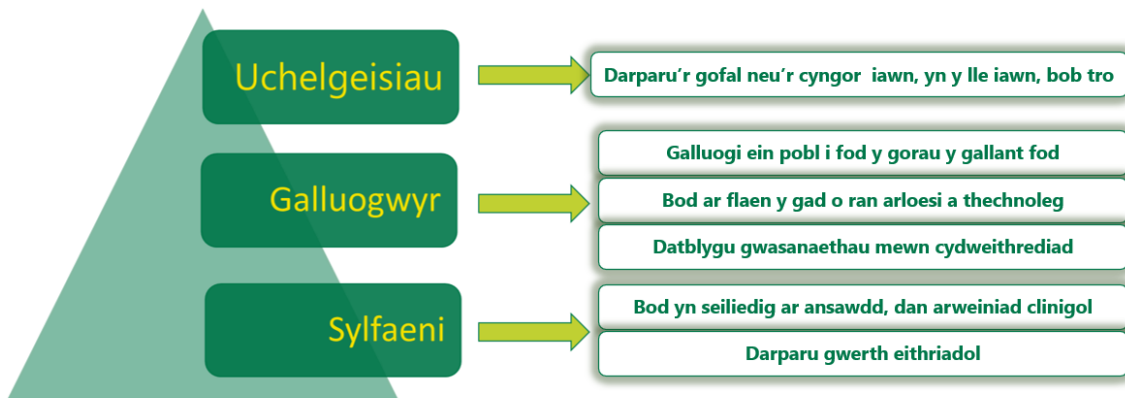 Uchelgeisiau
Darparu’r gofal neu’r cyngor iawn, yn y lle iawn, bob tro
Galluogwyr
Galluogi ein pobl i fod y gorau y gallant fod
Bod ar flaen y gad o ran arloesi a thechnoleg
Datblygu gwasanaethau mewn cydweithrediad
Sylfaeni
Bod yn seiliedig ar ansawdd, dan arweiniad clinigol
Darparu gwerth eithriadol